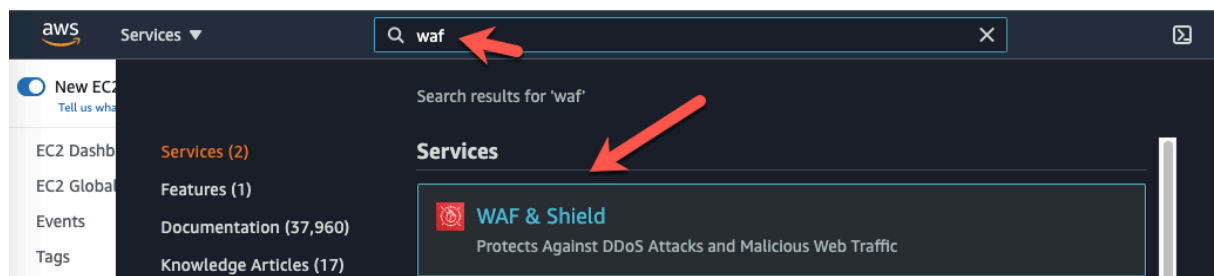 aws
Services ▼
waf
New EC2
Tell us wha
Search results for 'waf'
EC2 Dashb
EC2 Global
Events
Tags
Services (2)
Features (1)
Documentation (37,960)
Knowledge Articles (17)
Services
WAF & Shield
Protects Against DDoS Attacks and Malicious Web Traffic